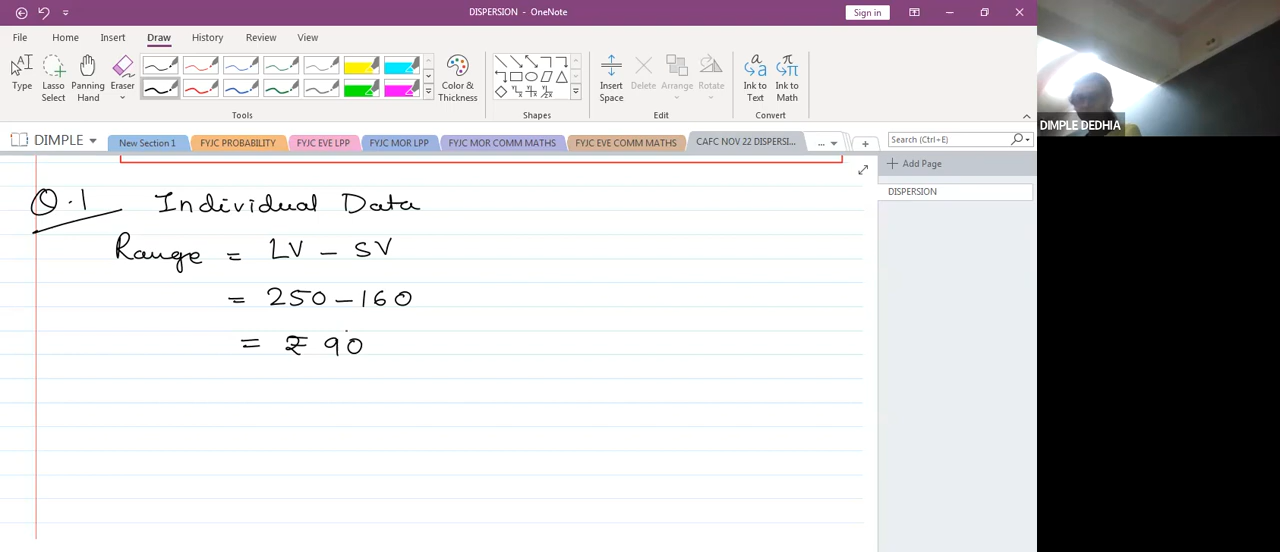 DISPERSION - OneNote
Sign in
File Home Insert Draw History Review View
Type
Lasso Select
Panning Hand
Eraser
Color & Thickness
Insert Space
Delete
Arrange
Rotate
Ink to Text
Ink to Math
Tools
Shapes
Edit
Convert
DIMPLE
New Section 1
FYJC PROBABILITY
FYJC EVE LPP
FYJC MOR LPP
FYJC MOR COMM MATHS
FYJC EVE COMM MATHS
CAFC NOV 22 DISPERSI...
...
Search (Ctrl+E)
Add Page
DISPERSION
DIMPLE DEDHIA
Q.1 Individual Data
Range = LV - SV
= 250 - 160
= ₹ 90